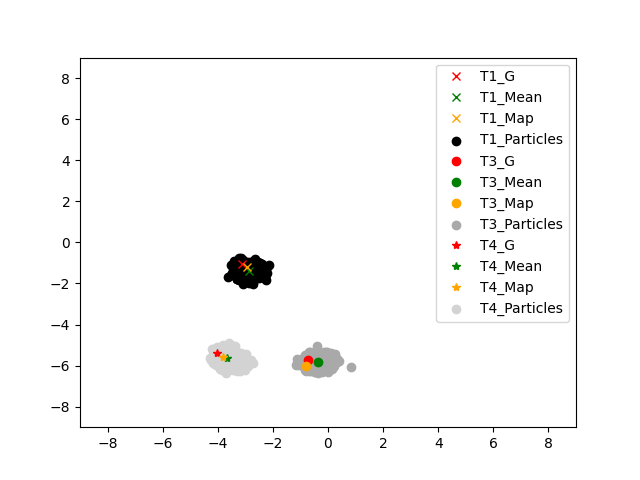 8
6
4
2
0
−2
−4
−6
−8
−8 −6 −4 −2 0 2 4 6 8
T1_G
T1_Mean
T1_Map
T1_Particles
T3_G
T3_Mean
T3_Map
T3_Particles
T4_G
T4_Mean
T4_Map
T4_Particles